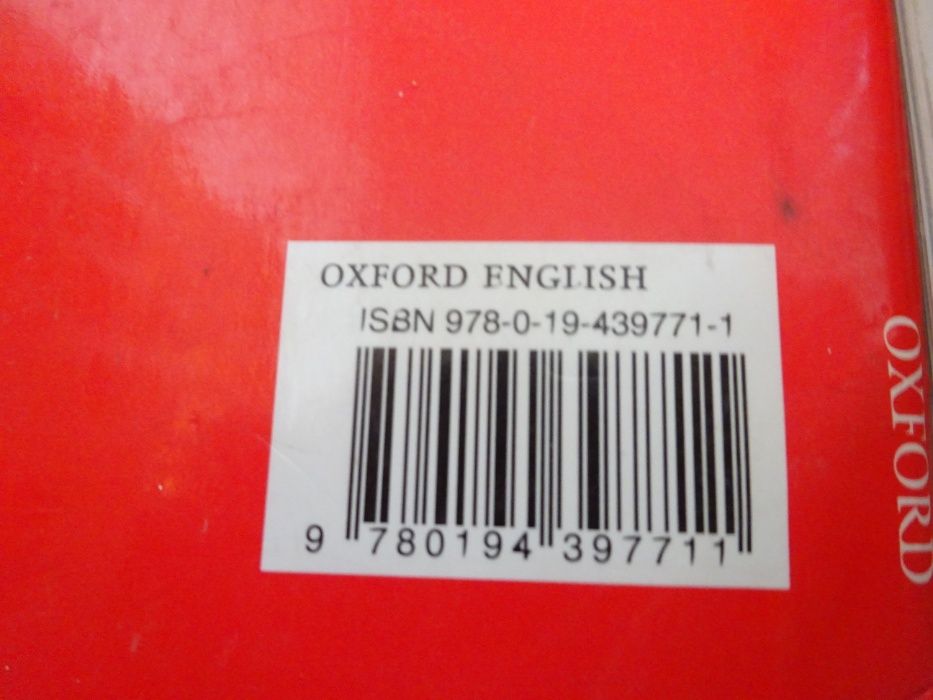 OXFORD ENGLISH
ISBN 978-0-19-439771-1
9 780194 397711
OXFORD